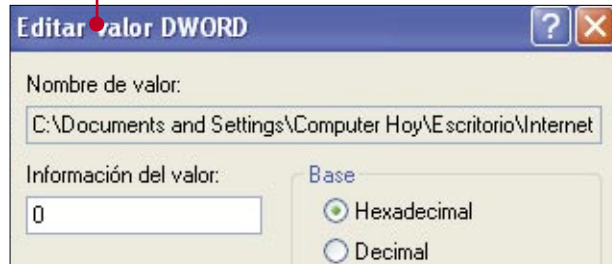 Editar valor DWORD
Nombre de valor:
C:\Documents and Settings\Computer Hoy\Escritorio\Internet
Información del valor:
0
Base
Hexadecimal
Decimal